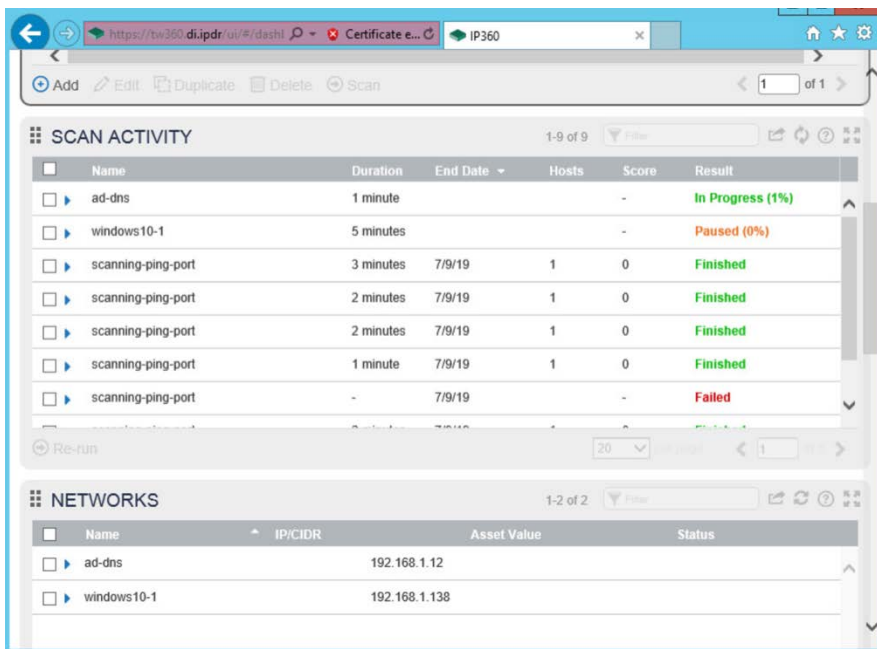 https://tw360.di.ipdr/ui/#/dashl Certificate e... IP360
Add Edit Duplicate Delete Scan 1 of 1
SCAN ACTIVITY 1-9 of 9 Filter
Name Duration End Date Hosts Score Result
ad-dns 1 minute - In Progress (1%)
windows10-1 5 minutes - Paused (0%)
scanning-ping-port 3 minutes 7/9/19 1 0 Finished
scanning-ping-port 2 minutes 7/9/19 1 0 Finished
scanning-ping-port 2 minutes 7/9/19 1 0 Finished
scanning-ping-port 1 minute 7/9/19 1 0 Finished
scanning-ping-port - 7/9/19 - Failed
Re-run 20 1
NETWORKS 1-2 of 2 Filter
Name IP/CIDR Asset Value Status
ad-dns 192.168.1.12
windows10-1 192.168.1.138